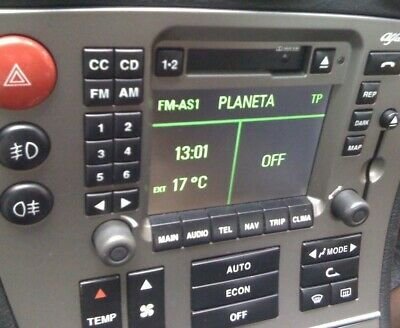 CC CD
1·2
Alfa
FM AM
FM-AS1 PLANETA TP
REP
DARK
MAP
1 2
3 4
5 6
13:01
EXT 17 °C
OFF
MAIN AUDIO TEL NAV TRIP CLIMA
MODE
AUTO
ECON
OFF
TEMP